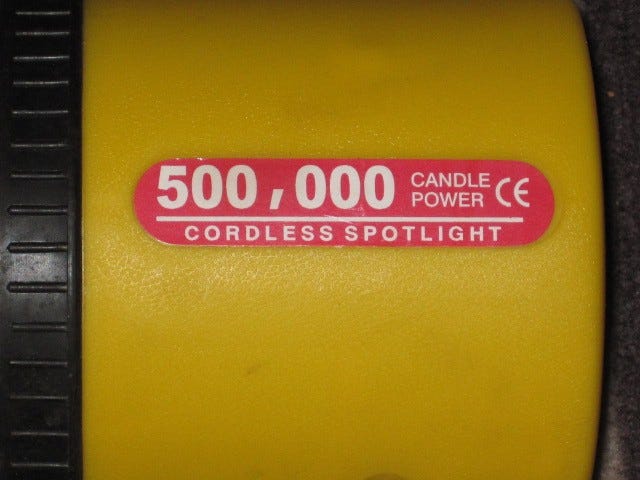 500,000 CANDLE POWER CE
CORDLESS SPOTLIGHT